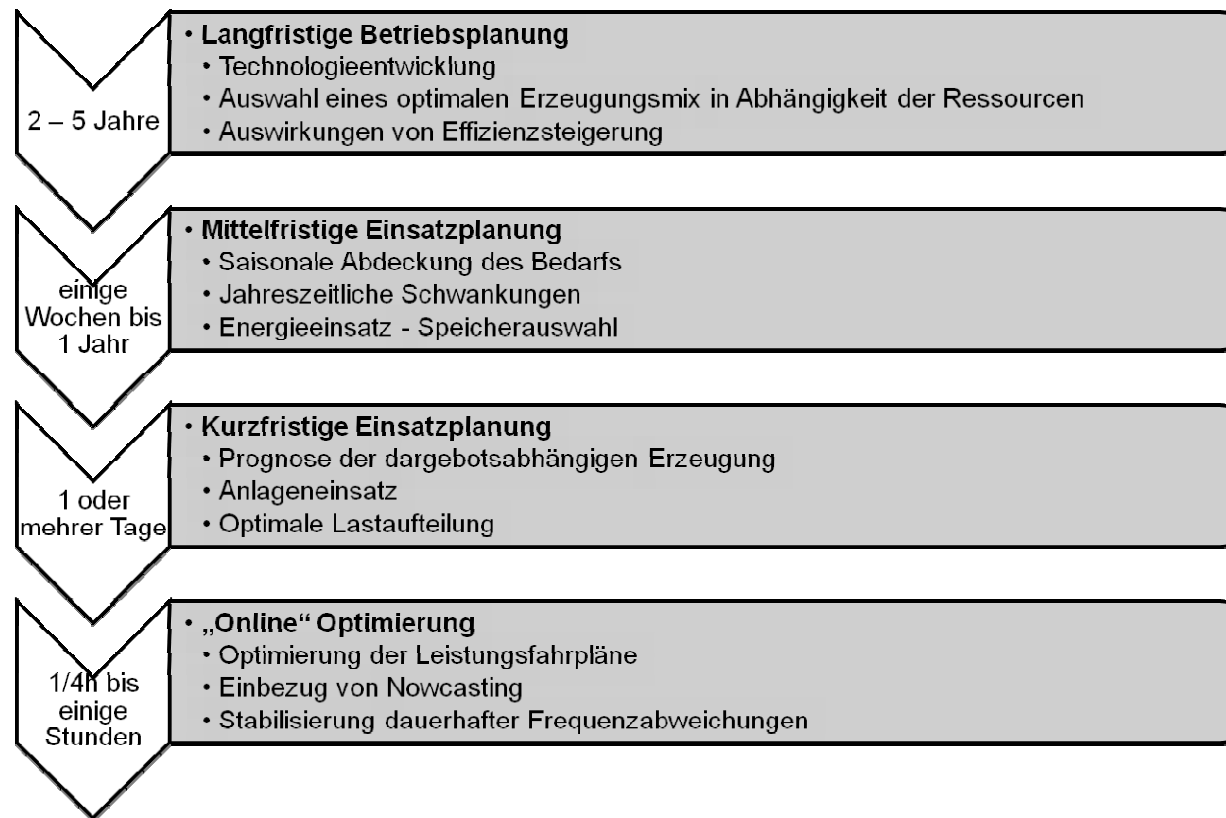 2 – 5 Jahre
• Langfristige Betriebsplanung
• Technologieentwicklung
• Auswahl eines optimalen Erzeugungsmix in Abhängigkeit der Ressourcen
• Auswirkungen von Effizienzsteigerung
einige
Wochen bis
1 Jahr
• Mittelfristige Einsatzplanung
• Saisonale Abdeckung des Bedarfs
• Jahreszeitliche Schwankungen
• Energieeinsatz - Speicherauswahl
1 oder
mehrer Tage
• Kurzfristige Einsatzplanung
• Prognose der dargebotsabhängigen Erzeugung
• Anlageneinsatz
• Optimale Lastaufteilung
1/4h bis
einige
Stunden
• „Online“ Optimierung
• Optimierung der Leistungsfahrpläne
• Einbezug von Nowcasting
• Stabilisierung dauerhafter Frequenzabweichungen